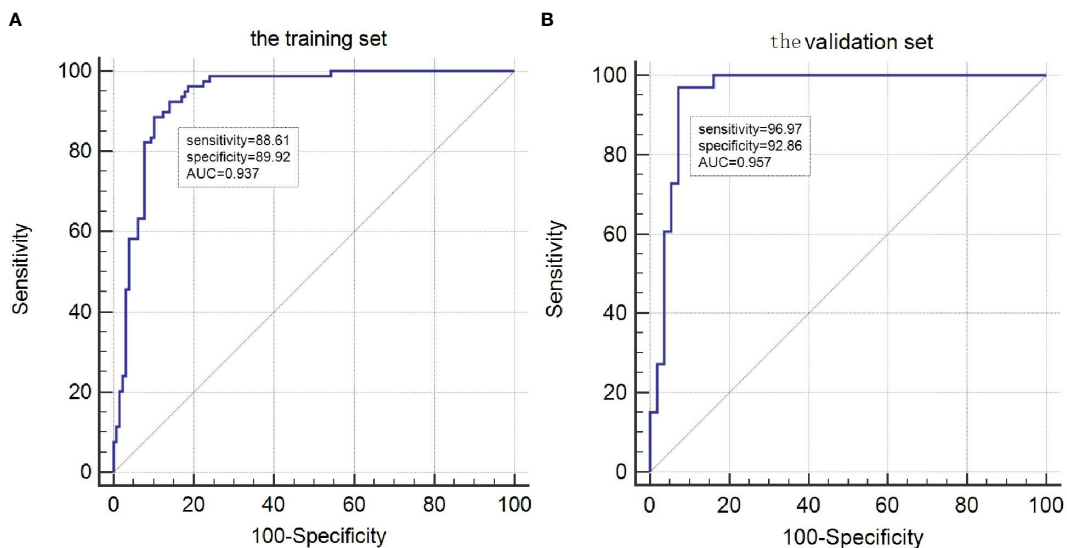 A
the training set
100
80
60
40
20
0
Sensitivity
sensitivity=88.61
specificity=89.92
AUC=0.937
0 20 40 60 80 100
100-Specificity
B
the validation set
100
80
60
40
20
0
Sensitivity
sensitivity=96.97
specificity=92.86
AUC=0.957
0 20 40 60 80 100
100-Specificity